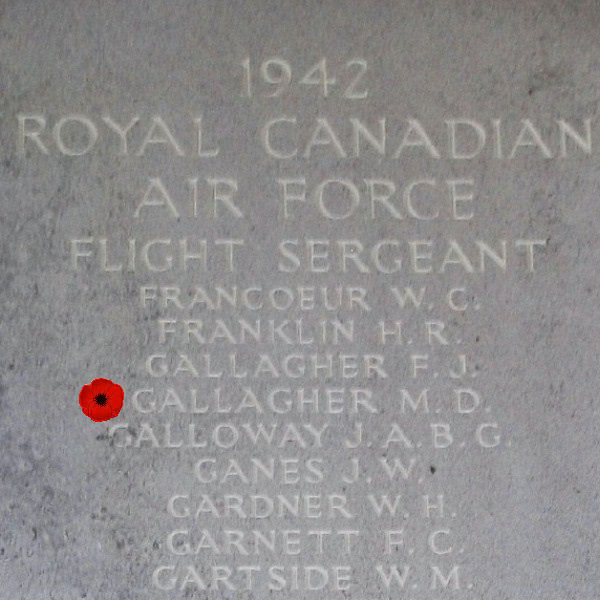 1942
ROYAL CANADIAN
AIR FORCE
FLIGHT SERGEANT
FRANCOEUR W. C.
FRANKLIN H. R.
GALLAGHER F. J.
GALLAGHER M. D.
GALLOWAY J. A. B. G.
GANES J. W.
GARDNER W. H.
GARNETT F. C.
GARTSIDE W. M.